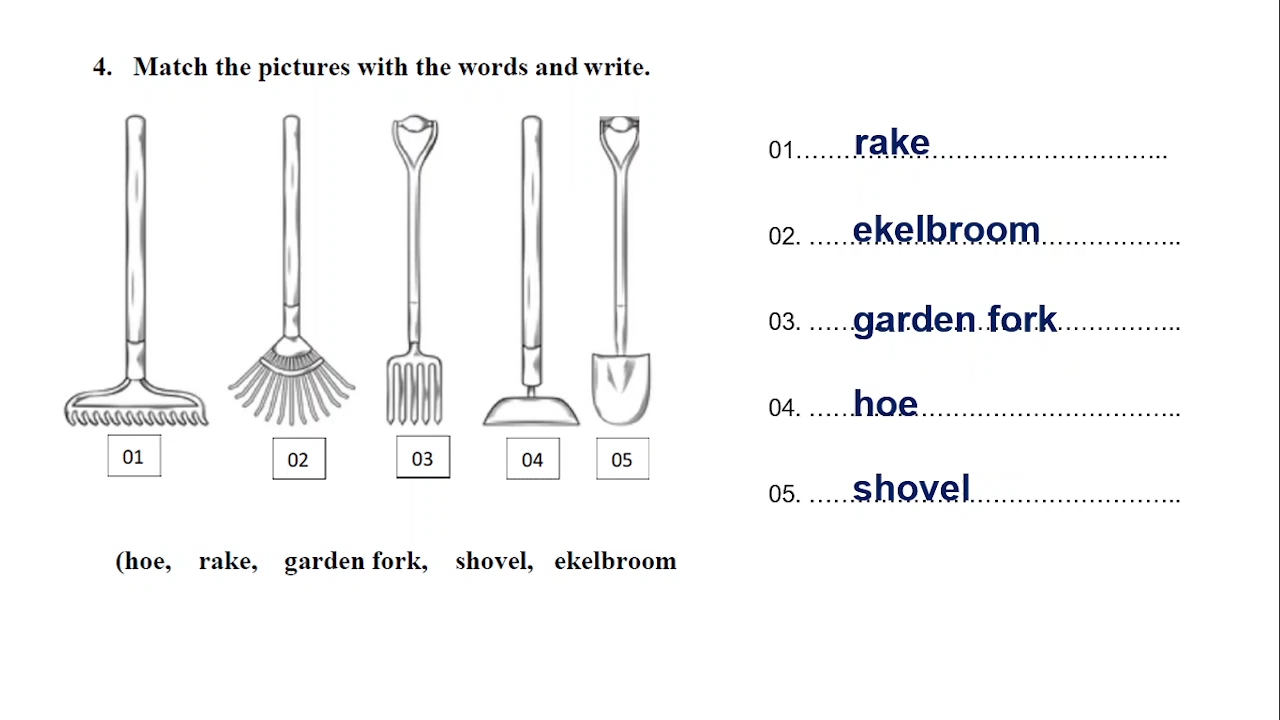 4. Match the pictures with the words and write.
01 02 03 04 05
(hoe, rake, garden fork, shovel, ekelbroom
01……rake………………………………..
02. ……ekelbroom……………………..
03. ……garden fork……………………..
04. ……hoe………………………………..
05. ……shovel……………………………..